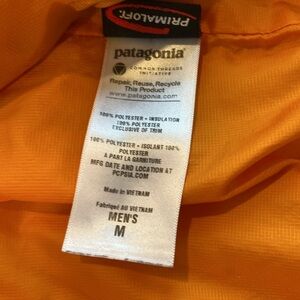 PRIMALOFT.
patagonia®
COMMON THREADS
INITIATIVE
Repair, Reuse, Recycle
This Product
www.patagonia.com
100% POLYESTER • INSULATION
100% POLYESTER
EXCLUSIVE OF TRIM
100% POLYESTER • ISOLANT 100%
POLYESTER
A PART LA GARNITURE
MFG DATE AND LOCATION AT
PCPSIA.COM
Made in VIETNAM
Fabriqué AU VIETNAM
MEN'S
M